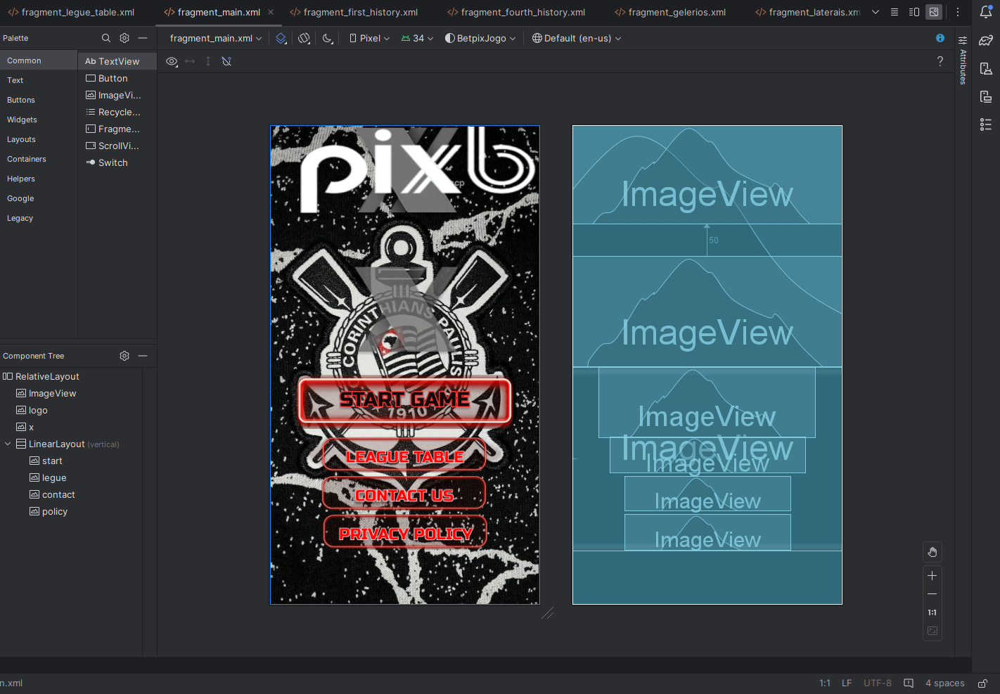 fragment_legue_table.xml
fragment_main.xml
fragment_first_history.xml
fragment_fourth_history.xml
fragment_gelerios.xml
fragment_laterais.xm
Palette
fragment_main.xml
Pixel
34
BetpixJogo
Default (en-us)
Common
Text
Buttons
Widgets
Layouts
Containers
Helpers
Google
Legacy
Ab TextView
Button
ImageVi...
Recycle...
Fragme...
ScrollVi...
Switch
?
Attributes
pixb
CORINTHIANS PAULIS
1910
START GAME
LEAGUE TABLE
CONTACT US
PRIVACY POLICY
ImageView
50
ImageView
ImageView
ImageView
ImageView
ImageView
ImageView
1:1
Component Tree
RelativeLayout
ImageView
logo
x
LinearLayout (vertical)
start
legue
contact
policy
n.xml
1:1
LF
UTF-8
4 spaces